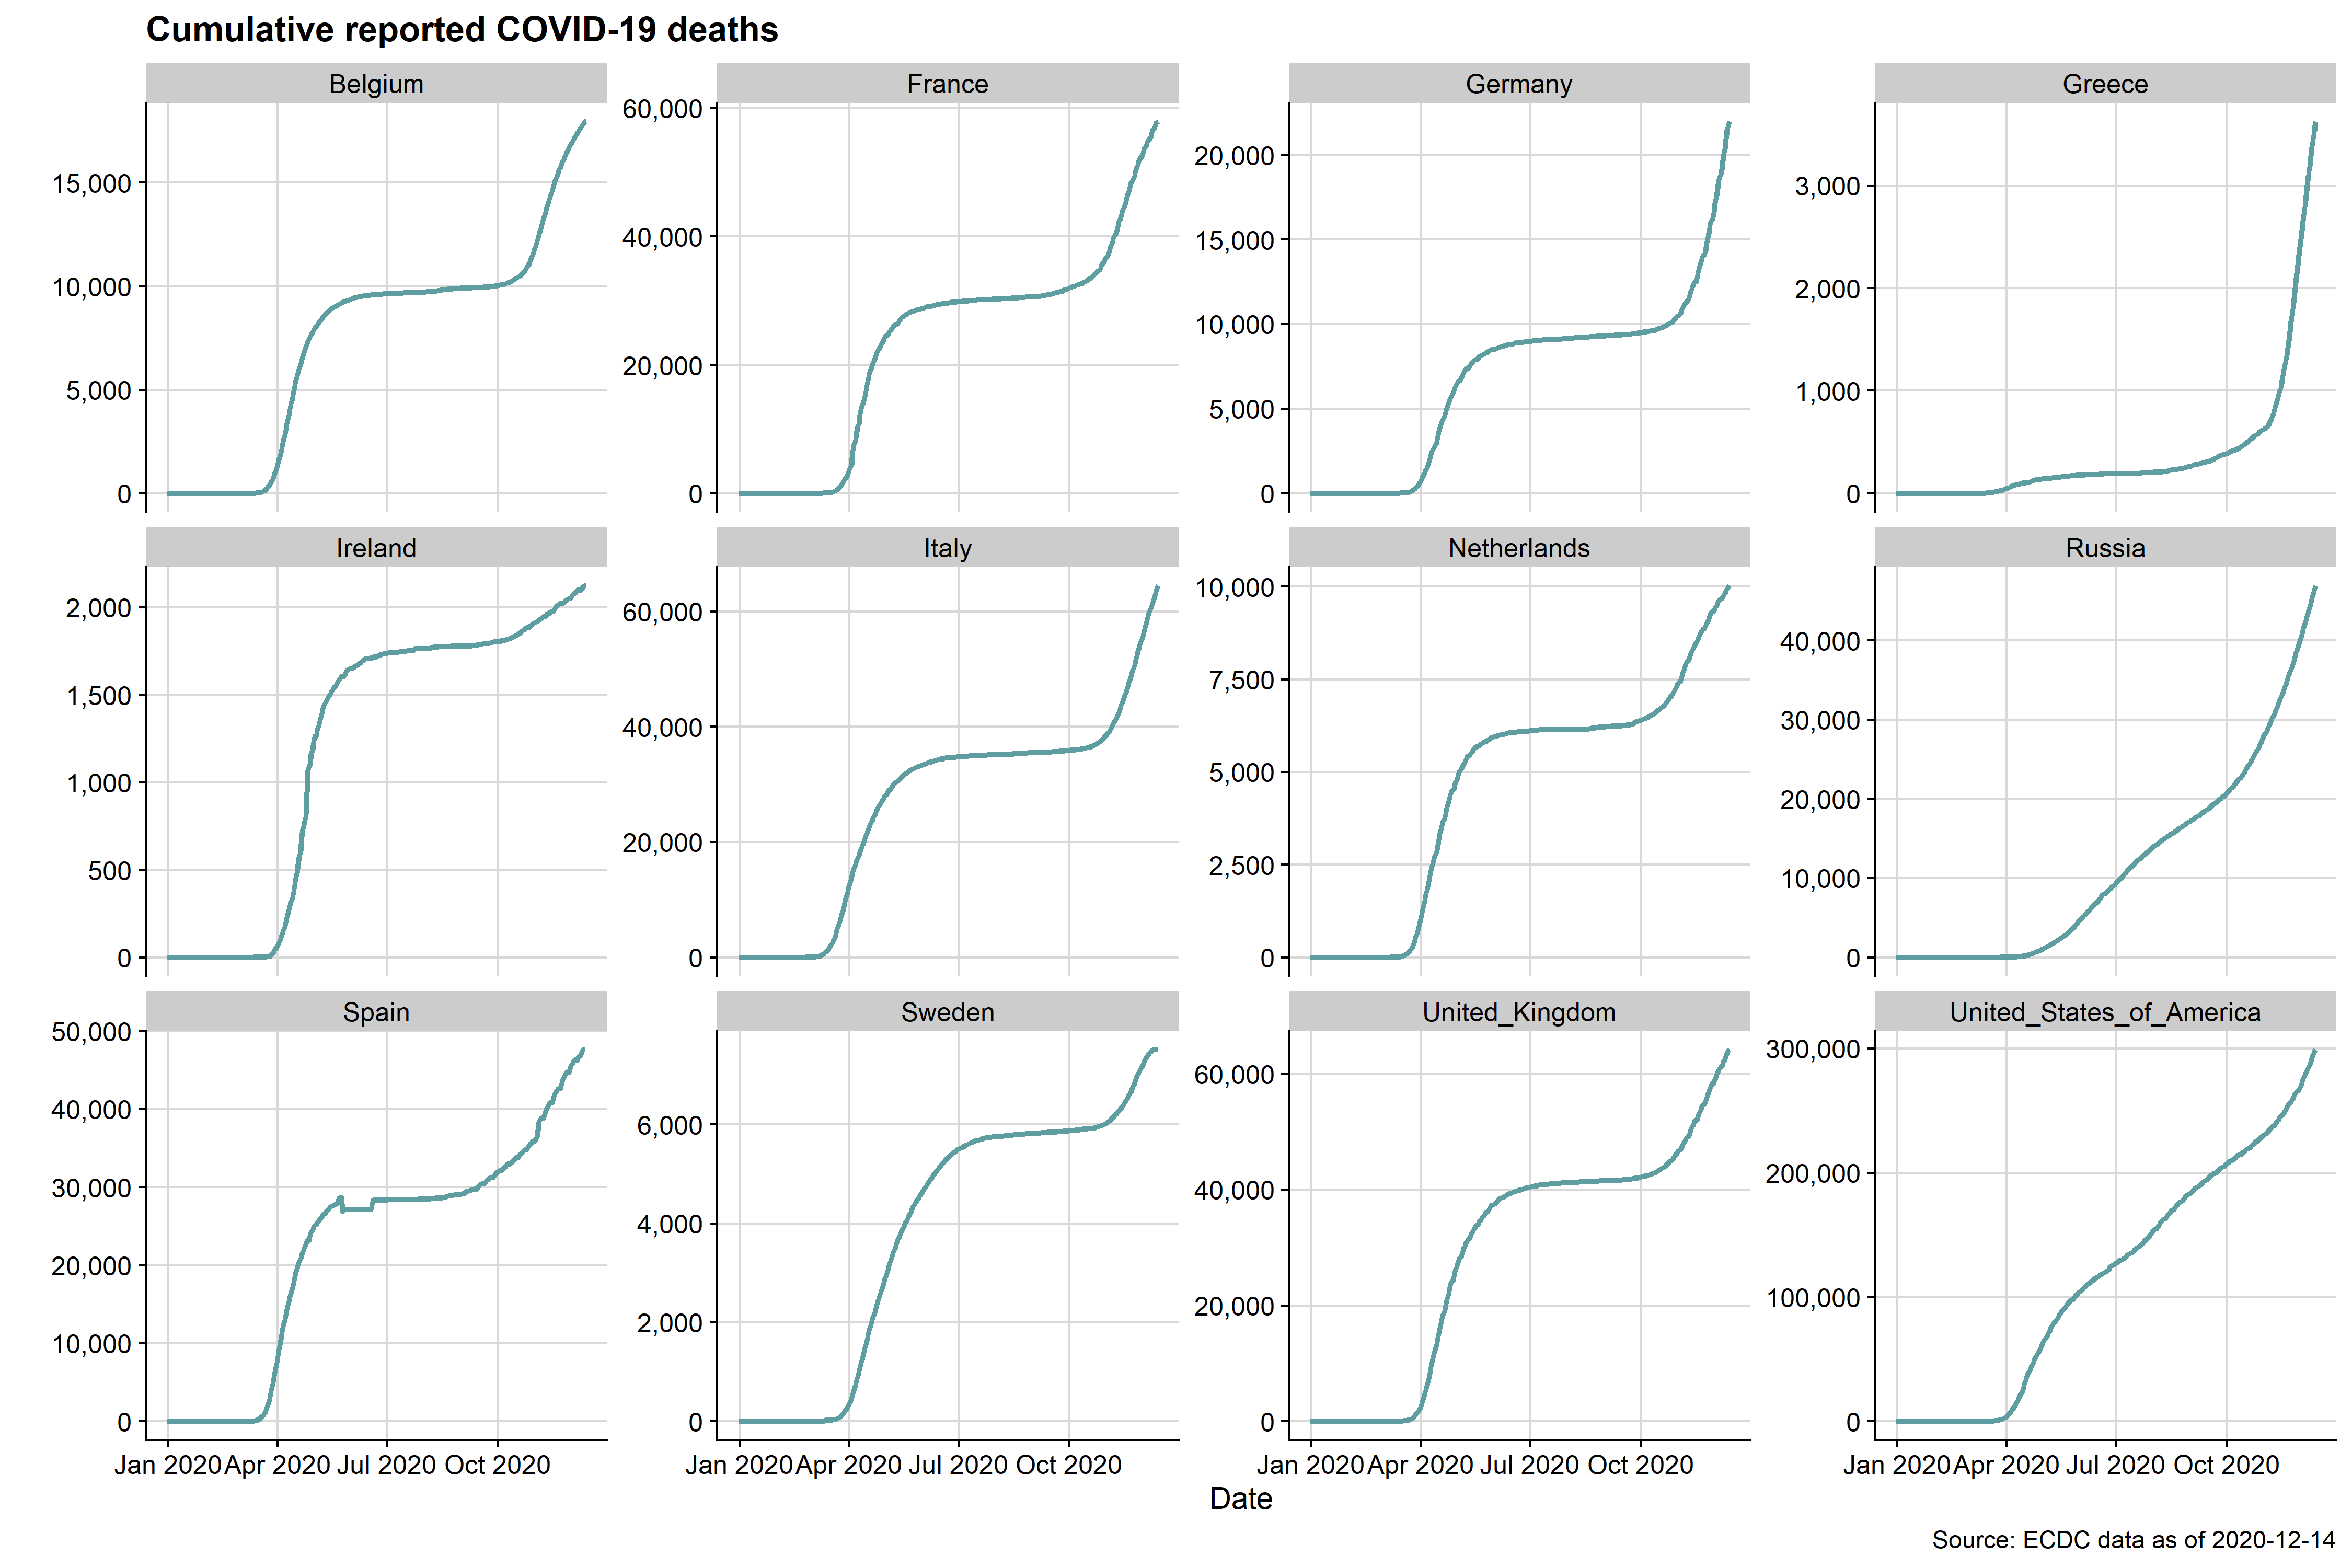 Cumulative reported COVID-19 deaths
Belgium
France
Germany
Greece
15,000
10,000
5,000
0
60,000
40,000
20,000
0
20,000
15,000
10,000
5,000
0
3,000
2,000
1,000
0
Ireland
Italy
Netherlands
Russia
2,000
1,500
1,000
500
0
60,000
40,000
20,000
0
10,000
7,500
5,000
2,500
0
40,000
30,000
20,000
10,000
0
Spain
Sweden
United_Kingdom
United_States_of_America
50,000
40,000
30,000
20,000
10,000
0
6,000
4,000
2,000
0
60,000
40,000
20,000
0
300,000
200,000
100,000
0
Jan 2020 Apr 2020 Jul 2020 Oct 2020
Jan 2020 Apr 2020 Jul 2020 Oct 2020
Jan 2020 Apr 2020 Jul 2020 Oct 2020
Jan 2020 Apr 2020 Jul 2020 Oct 2020
Date
Source: ECDC data as of 2020-12-14